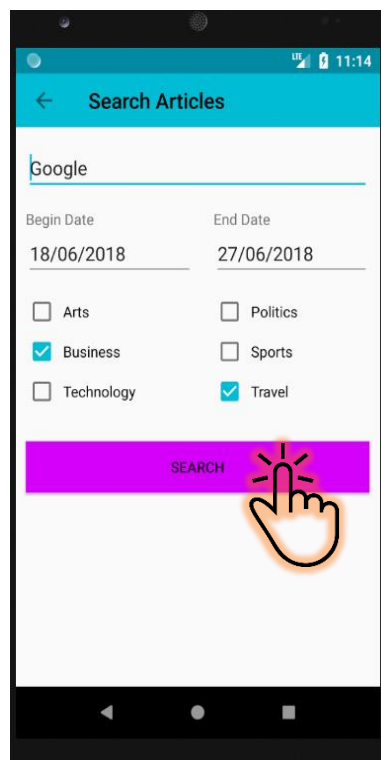 LTE 11:14
Search Articles
Google
Begin Date End Date
18/06/2018 27/06/2018
Arts Politics
Business Sports
Technology Travel
SEARCH